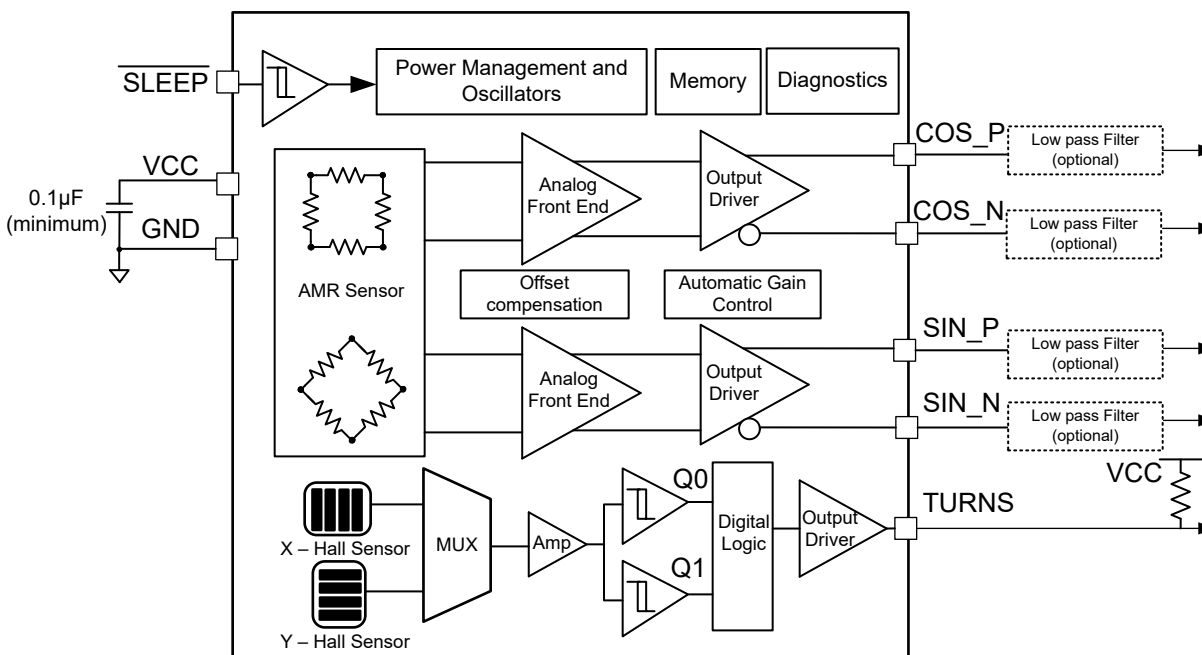 SLEEP
Power Management and
Oscillators
Memory
Diagnostics
VCC
0.1µF
(minimum)
GND
AMR Sensor
Analog
Front End
Output
Driver
COS_P
Low pass Filter
(optional)
COS_N
Low pass Filter
(optional)
Offset
compensation
Automatic Gain
Control
Analog
Front End
Output
Driver
SIN_P
Low pass Filter
(optional)
SIN_N
Low pass Filter
(optional)
VCC
X – Hall Sensor
Y – Hall Sensor
MUX
Amp
Q0
Q1
Digital
Logic
Output
Driver
TURNS